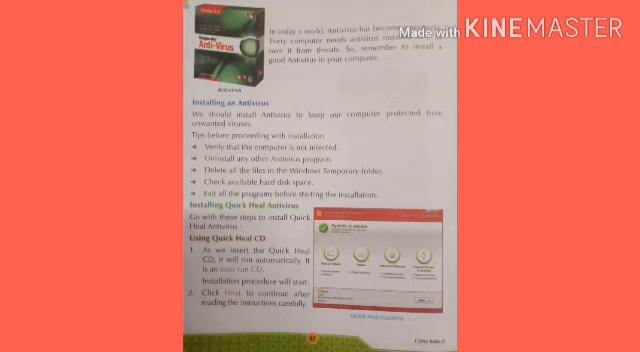 Made with KINEMASTER
Kaspersky
Anti-Virus
In today's world, Antivirus has become
Every computer needs antivirus
save it from threats. So, remember to install a
good Antivirus in your computer.
Antivirus
Installing an Antivirus
We should install Antivirus to keep our computer protected from
unwanted viruses.
Tips before proceeding with installation
➔ Verify that the computer is not infected.
➔ Uninstall any other Antivirus program.
➔ Delete all the files in the Windows Temporary folder.
➔ Check available hard disk space.
➔ Exit all the programs before starting the installation.
Installing Quick Heal Antivirus
Go with these steps to install Quick
Heal Antivirus :
Using Quick Heal CD
1. As we insert the Quick Heal
CD, it will run automatically. It
is an auto run CD.
Installation procedure will start.
2. Click Next to continue after
reading the instructions carefully.
System is secure
Quick Heal Installed